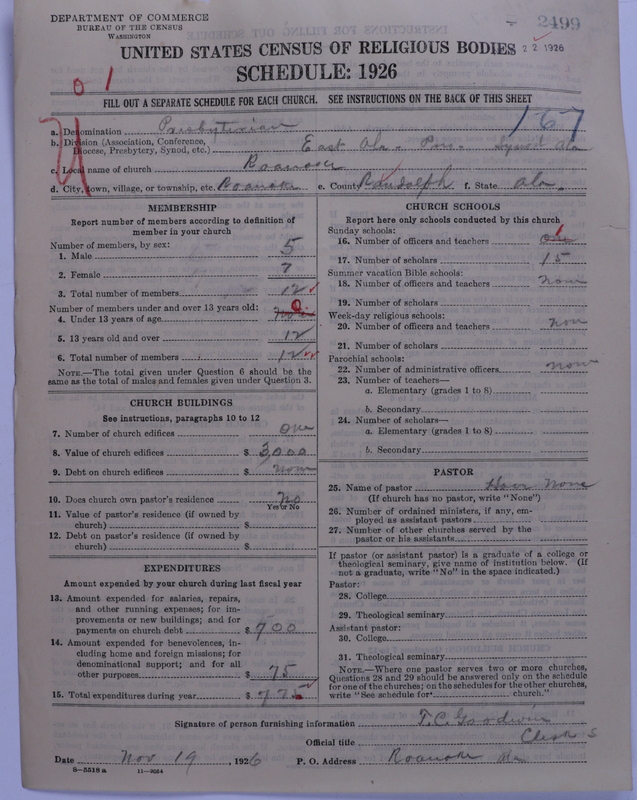 DEPARTMENT OF COMMERCE
BUREAU OF THE CENSUS
WASHINGTON
2499
UNITED STATES CENSUS OF RELIGIOUS BODIES 2 2 1926
SCHEDULE: 1926
0 1
FILL OUT A SEPARATE SCHEDULE FOR EACH CHURCH. SEE INSTRUCTIONS ON THE BACK OF THIS SHEET
a. Denomination Presbyterian 167
b. Division (Association, Conference, Diocese, Presbytery, Synod, etc.) East Ala. Synod Ala
c. Local name of church Roanoke
d. City, town, village, or township, etc. Roanoke e. County Randolph f. State Ala.
MEMBERSHIP
Report number of members according to definition of
member in your church
Number of members, by sex:
1. Male 5
2. Female 7
3. Total number of members 12
Number of members under and over 13 years old:
4. Under 13 years of age 0
5. 13 years old and over 12
6. Total number of members 12
NOTE.—The total given under Question 6 should be
same as the total of males and females given under Question 3.
CHURCH BUILDINGS
See instructions, paragraphs 10 to 12
7. Number of church edifices One
8. Value of church edifices $ 3,000
9. Debt on church edifices $ None
10. Does church own pastor's residence No
Yes or No
11. Value of pastor's residence (if owned by
church) $
12. Debt on pastor's residence (if owned by
church) $
EXPENDITURES
Amount expended by your church during last fiscal year
13. Amount expended for salaries, repairs,
and other running expenses; for im-
provements or new buildings; and for
payments on church debt $ 700
14. Amount expended for benevolences, in-
cluding home and foreign missions; for
denominational support; and for all
other purposes $ 75
15. Total expenditures during year $ 775
CHURCH SCHOOLS
Report here only schools conducted by this church
Sunday schools:
16. Number of officers and teachers One 1
17. Number of scholars 15
Summer vacation Bible schools:
18. Number of officers and teachers None
19. Number of scholars
Week-day religious schools:
20. Number of officers and teachers Non
21. Number of scholars
Parochial schools:
22. Number of administrative officers None
23. Number of teachers—
a. Elementary (grades 1 to 8)
b. Secondary
24. Number of scholars—
a. Elementary (grades 1 to 8)
b. Secondary
PASTOR
25. Name of pastor Have None
(If church has no pastor, write "None")
26. Number of ordained ministers, if any, em-
ployed as assistant pastors
27. Number of other churches served by the
pastor or his assistants
If pastor (or assistant pastor) is a graduate of a college or
theological seminary, give name of institution below. (If
not a graduate, write "No" in the space indicated.)
Pastor:
28. College
29. Theological seminary
Assistant pastor:
30. College
31. Theological seminary
NOTE.—Where one pastor serves two or more churches,
Questions 28 and 29 should be answered only on the schedule
for one of the churches; on the schedules for the other churches,
write "See schedule for church."
Signature of person furnishing information T. C. Goodwin
Official title Clerk S
Date Nov 19, 1926 P. O. Address Roanoke Ala
8—5518 a 11—9054